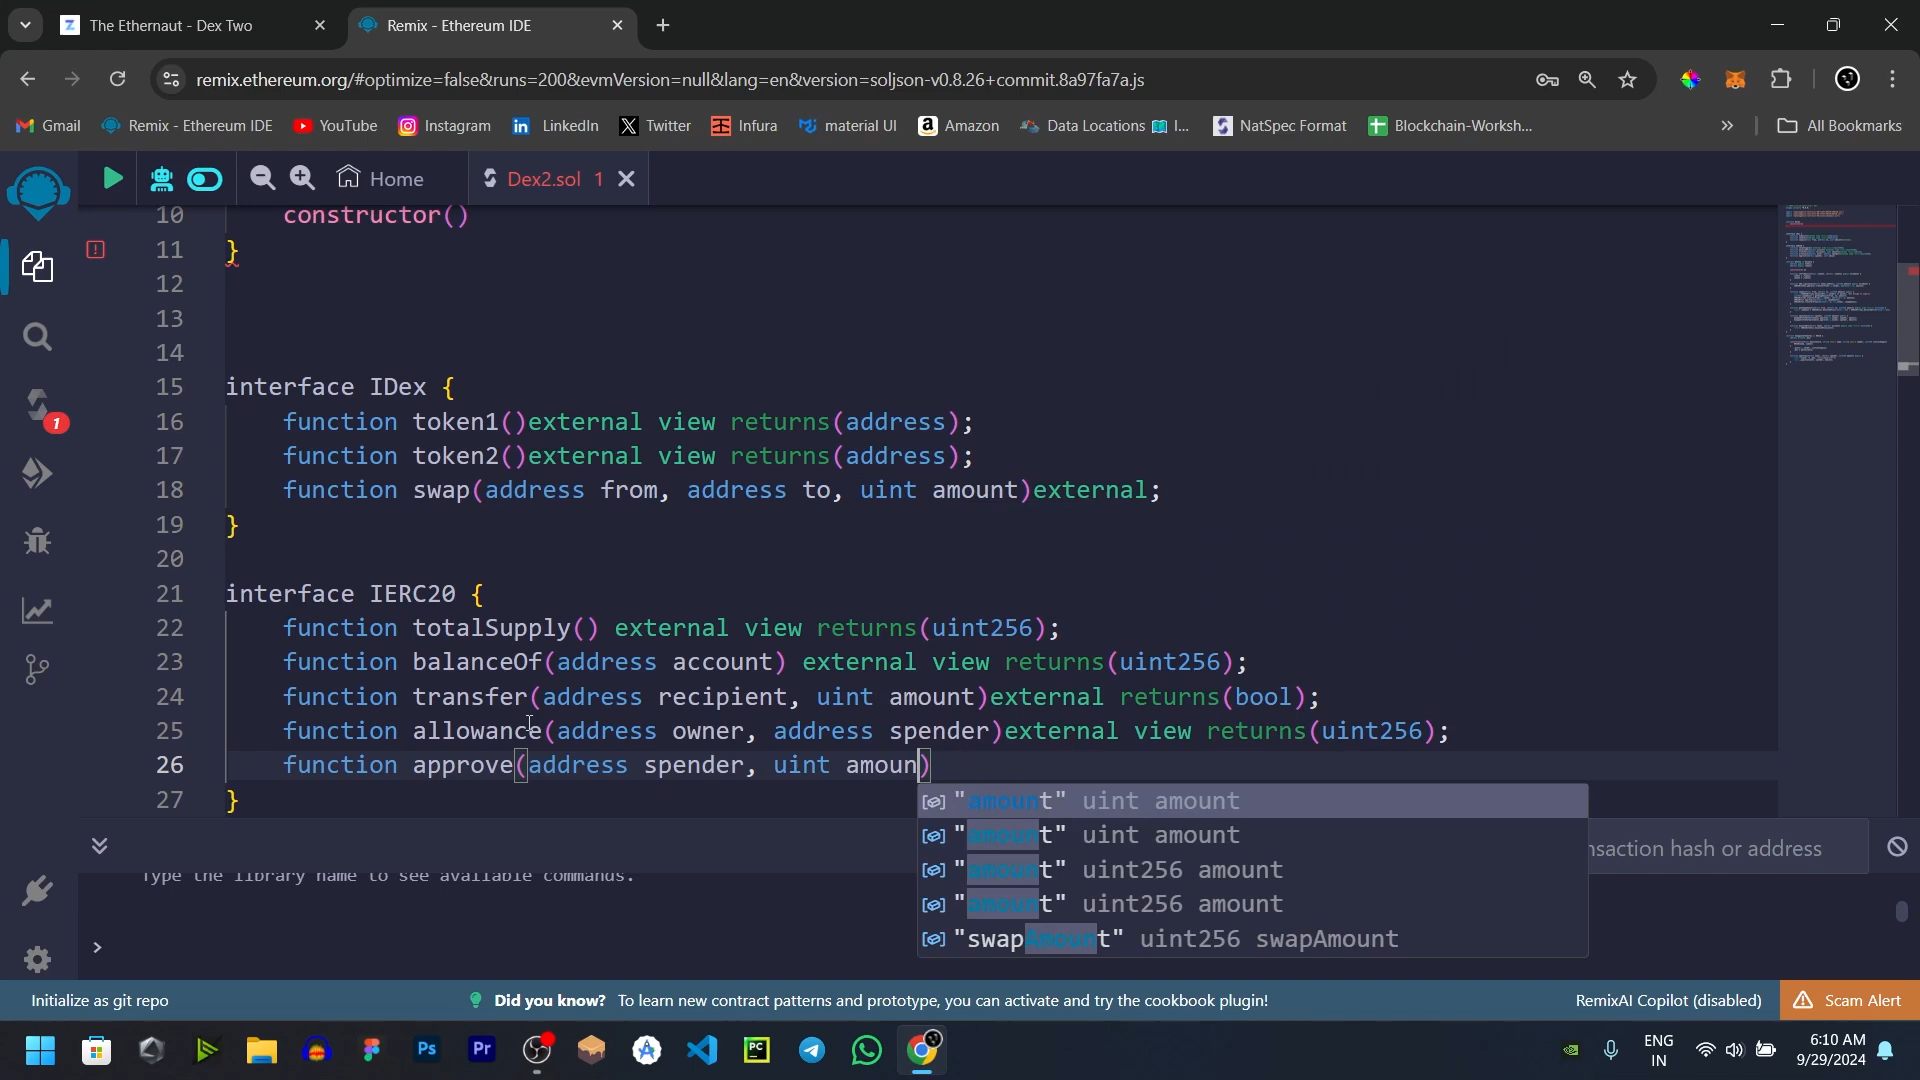 The Ethernaut - Dex Two
Remix - Ethereum IDE
remix.ethereum.org/#optimize=false&runs=200&evmVersion=null&lang=en&version=soljson-v0.8.26+commit.8a97fa7a.js
Gmail
Remix - Ethereum IDE
YouTube
Instagram
LinkedIn
Twitter
Infura
material UI
Amazon
Data Locations
I...
NatSpec Format
Blockchain-Worksh...
All Bookmarks
Home
Dex2.sol 1
10 constructor()
11 }
12
13
14
15 interface IDex {
16 function token1()external view returns(address);
17 function token2()external view returns(address);
18 function swap(address from, address to, uint amount)external;
19 }
20
21 interface IERC20 {
22 function totalSupply() external view returns(uint256);
23 function balanceOf(address account) external view returns(uint256);
24 function transfer(address recipient, uint amount)external returns(bool);
25 function allowance(address owner, address spender)external view returns(uint256);
26 function approve(address spender, uint amoun)
27 }
1
"amount" uint amount
"amount" uint amount
"amount" uint256 amount
"amount" uint256 amount
"swapAmount" uint256 swapAmount
nsaction hash or address
Type the library name to see available commands.
>
Initialize as git repo
Did you know? To learn new contract patterns and prototype, you can activate and try the cookbook plugin!
RemixAI Copilot (disabled)
Scam Alert
Ps
Pr
PC
ENG
IN
6:10 AM
9/29/2024